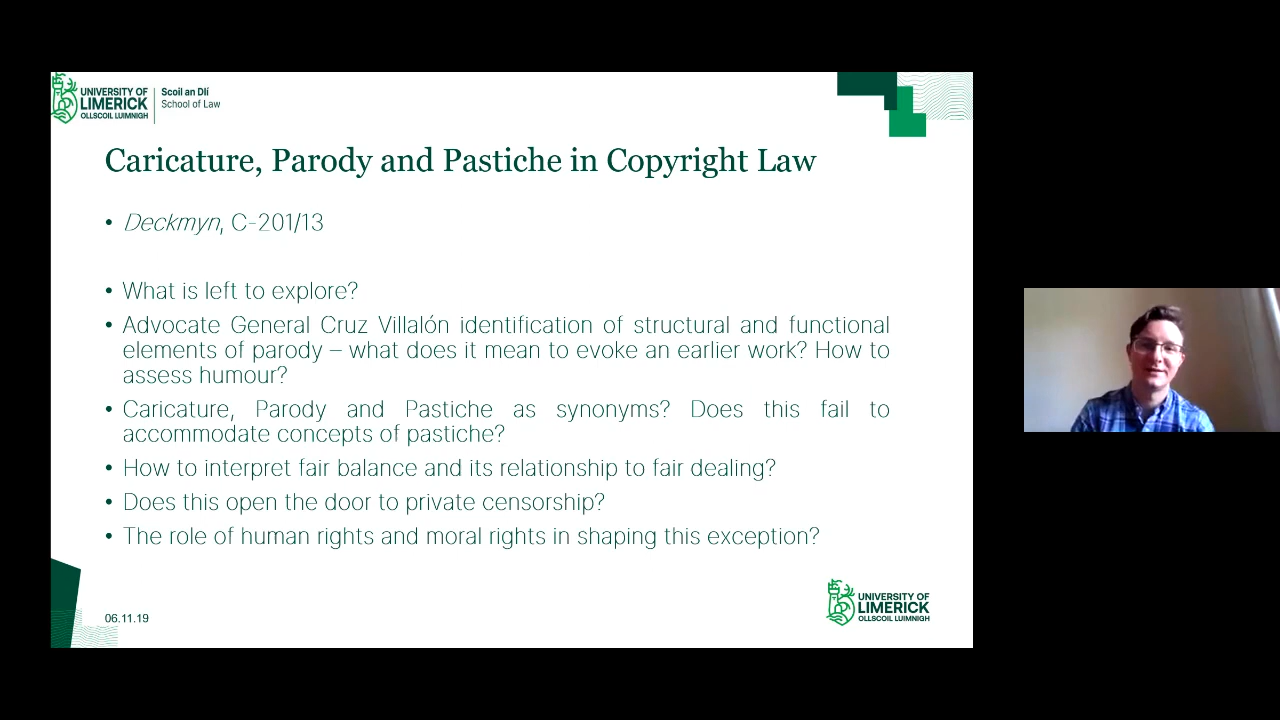 UNIVERSITY OF
LIMERICK
OLLSCOIL LUIMNIGH
Scoil an Dlí
School of Law
Caricature, Parody and Pastiche in Copyright Law
• Deckmyn, C-201/13
• What is left to explore?
• Advocate General Cruz Villalón identification of structural and functional
elements of parody – what does it mean to evoke an earlier work? How to
assess humour?
• Caricature, Parody and Pastiche as synonyms? Does this fail to
accommodate concepts of pastiche?
• How to interpret fair balance and its relationship to fair dealing?
• Does this open the door to private censorship?
• The role of human rights and moral rights in shaping this exception?
06.11.19
UNIVERSITY OF
LIMERICK
OLLSCOIL LUIMNIGH